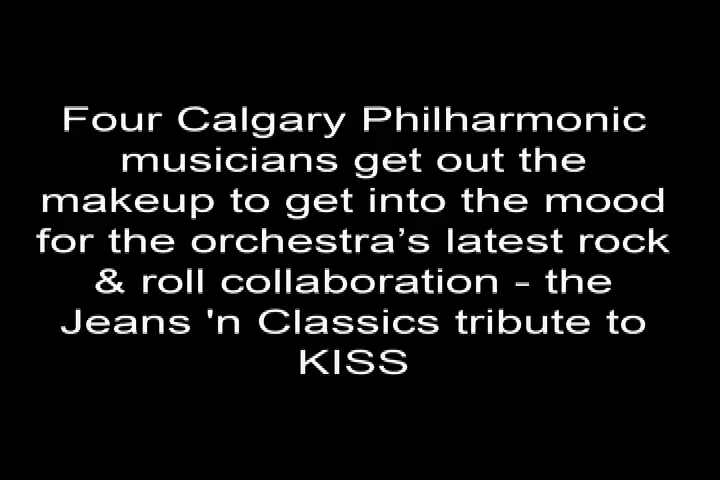 Four Calgary Philharmonic
musicians get out the
makeup to get into the mood
for the orchestra’s latest rock
& roll collaboration - the
Jeans 'n Classics tribute to
KISS